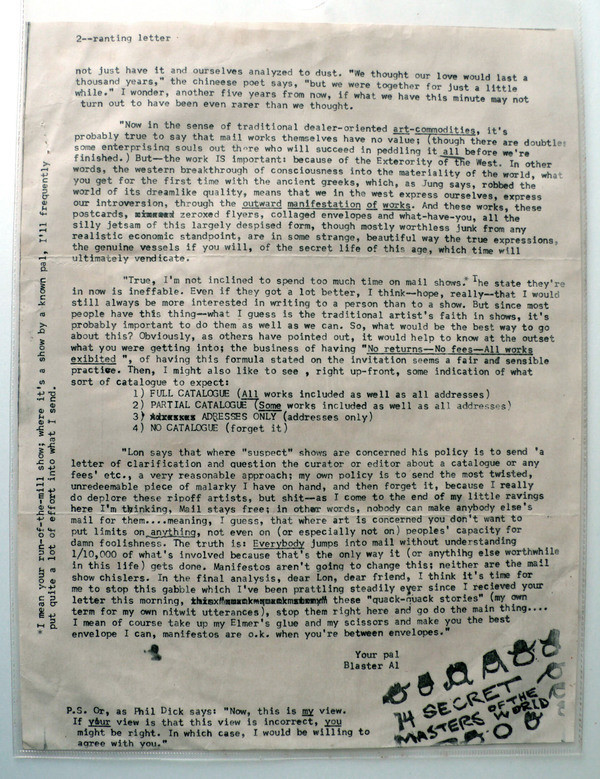 2--ranting letter
not just have it and ourselves analyzed to dust. "We thought our love would last a
thousand years," the chineese poet says, "but we were together for just a little
while." I wonder, another five years from now, if what we have this minute may not
turn out to have been even rarer than we thought.
"Now in the sense of traditional dealer-oriented art-commodities, it's
probably true to say that mail works themselves have no value; (though there are doubtles
some enterprising souls out there who will succeed in peddling it all before we're
finished.) But--the work IS important: because of the Exterority of the West. In other
words, the western breakthrough of consciousness into the materiality of the world, what
you get for the first time with the ancient greeks, which, as Jung says, robbed the
world of its dreamlike quality, means that we in the west express ourselves, express
our introversion, through the outward manifestation of works. And these works, these
postcards, zeroxed flyers, collaged envelopes and what-have-you, all the
silly jetsam of this largely despised form, though mostly worthless junk from any
realistic economic standpoint, are in some strange, beautiful way the true expressions,
the genuine vessels if you will, of the secret life of this age, which time will
ultimately vendicate.
"True, I'm not inclined to spend too much time on mail shows.* The state they're
in now is ineffable. Even if they got a lot better, I think--hope, really--that I would
still always be more interested in writing to a person than to a show. But since most
people have this thing--what I guess is the traditional artist's faith in shows, it's
probably important to do them as well as we can. So, what would be the best way to go
about this? Obviously, as others have pointed out, it would help to know at the outset
what you were getting into; the business of having "No returns--No fees--All works
exibited ", of having this formula stated on the invitation seems a fair and sensible
practice. Then, I might also like to see , right up-front, some indication of what
sort of catalogue to expect:
1) FULL CATALOGUE (All works included as well as all addresses)
2) PARTIAL CATALOGUE (Some works included as well as all addresses)
3) ADRESSES ONLY (addresses only)
4) NO CATALOGUE (forget it)
"Lon says that where "suspect" shows are concerned his policy is to send 'a
letter of clarification and question the curator or editor about a catalogue or any
fees' etc., a very reasonable approach; my own policy is to send the most twisted,
unredeemable piece of malarky I have on hand, and then forget it, because I really
do deplore these ripoff artists, but shit--as I come to the end of my little ravings
here I'm thinking, Mail stays free; in other words, nobody can make anybody else's
mail for them....meaning, I guess, that where art is concerned you don't want to
put limits on anything, not even on (or especially not on) peoples' capacity for
damn foolishness. The truth is! Everybody jumps into mail without understanding
1/10,000 of what's involved because that's the only way it (or anythihg else worthwhile
in this life) gets done. Manifestos aren't going to change this; neither are the mail
show chislers. In the final analysis, dear Lon, dear friend, I think it's time for
me to stop this gabble which I've been prattling steadily ever since I recieved your
letter this morning, these "quack-quack stories" (my own
term for my own nitwit utterances), stop them right here and go do the main thing....
I mean of course take up my Elmer's glue and my scissors and make you the best
envelope I can, manifestos are o.k. when you're between envelopes."
Your pal
Blaster Al
P.S. Or, as Phil Dick says: "Now, this is my view.
If your view is that this view is incorrect, you
might be right. In which case, I would be willing to
agree with you."
*I mean your run-of-the-mill show; where it's a show by a known pal, I'll frequently
put quite a lot of effort into what I send.
14 SECRET
MASTERS OF THE
WORLD